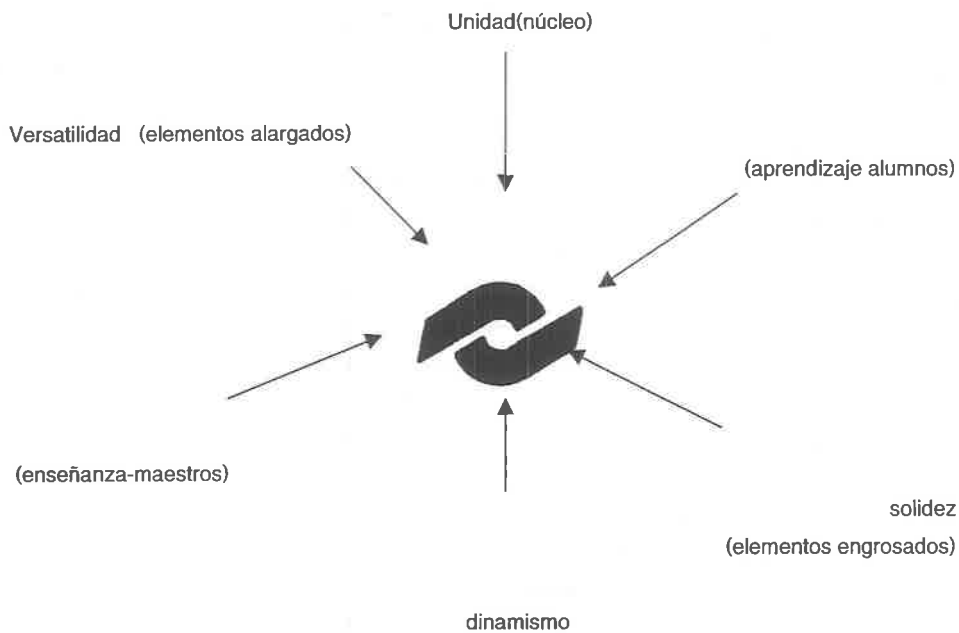 Unidad(núcleo)
Versatilidad (elementos alargados)
(aprendizaje alumnos)
(enseñanza-maestros)
solidez
(elementos engrosados)
dinamismo